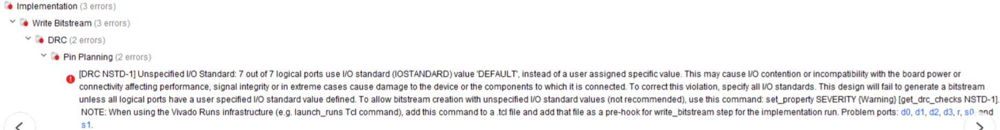 Implementation (3 errors)
Write Bitstream (3 errors)
DRC (2 errors)
Pin Planning (2 errors)
[DRC NSTD-1] Unspecified I/O Standard: 7 out of 7 logical ports use I/O standard (IOSTANDARD) value 'DEFAULT', instead of a user assigned specific value. This may cause I/O contention or incompatibility with the board power or
connectivity affecting performance, signal integrity or in extreme cases cause damage to the device or the components to which it is connected. To correct this violation, specify all I/O standards. This design will fail to generate a bitstream
unless all logical ports have a user specified I/O standard value defined. To allow bitstream creation with unspecified I/O standard values (not recommended), use this command: set_property SEVERITY {Warning} [get_drc_checks NSTD-1].
NOTE: When using the Vivado Runs infrastructure (e.g. launch_runs Tcl command), add this command to a .tcl file and add that file as a pre-hook for write_bitstream step for the implementation run. Problem ports: d0, d1, d2, d3, r, s0, and
s1.